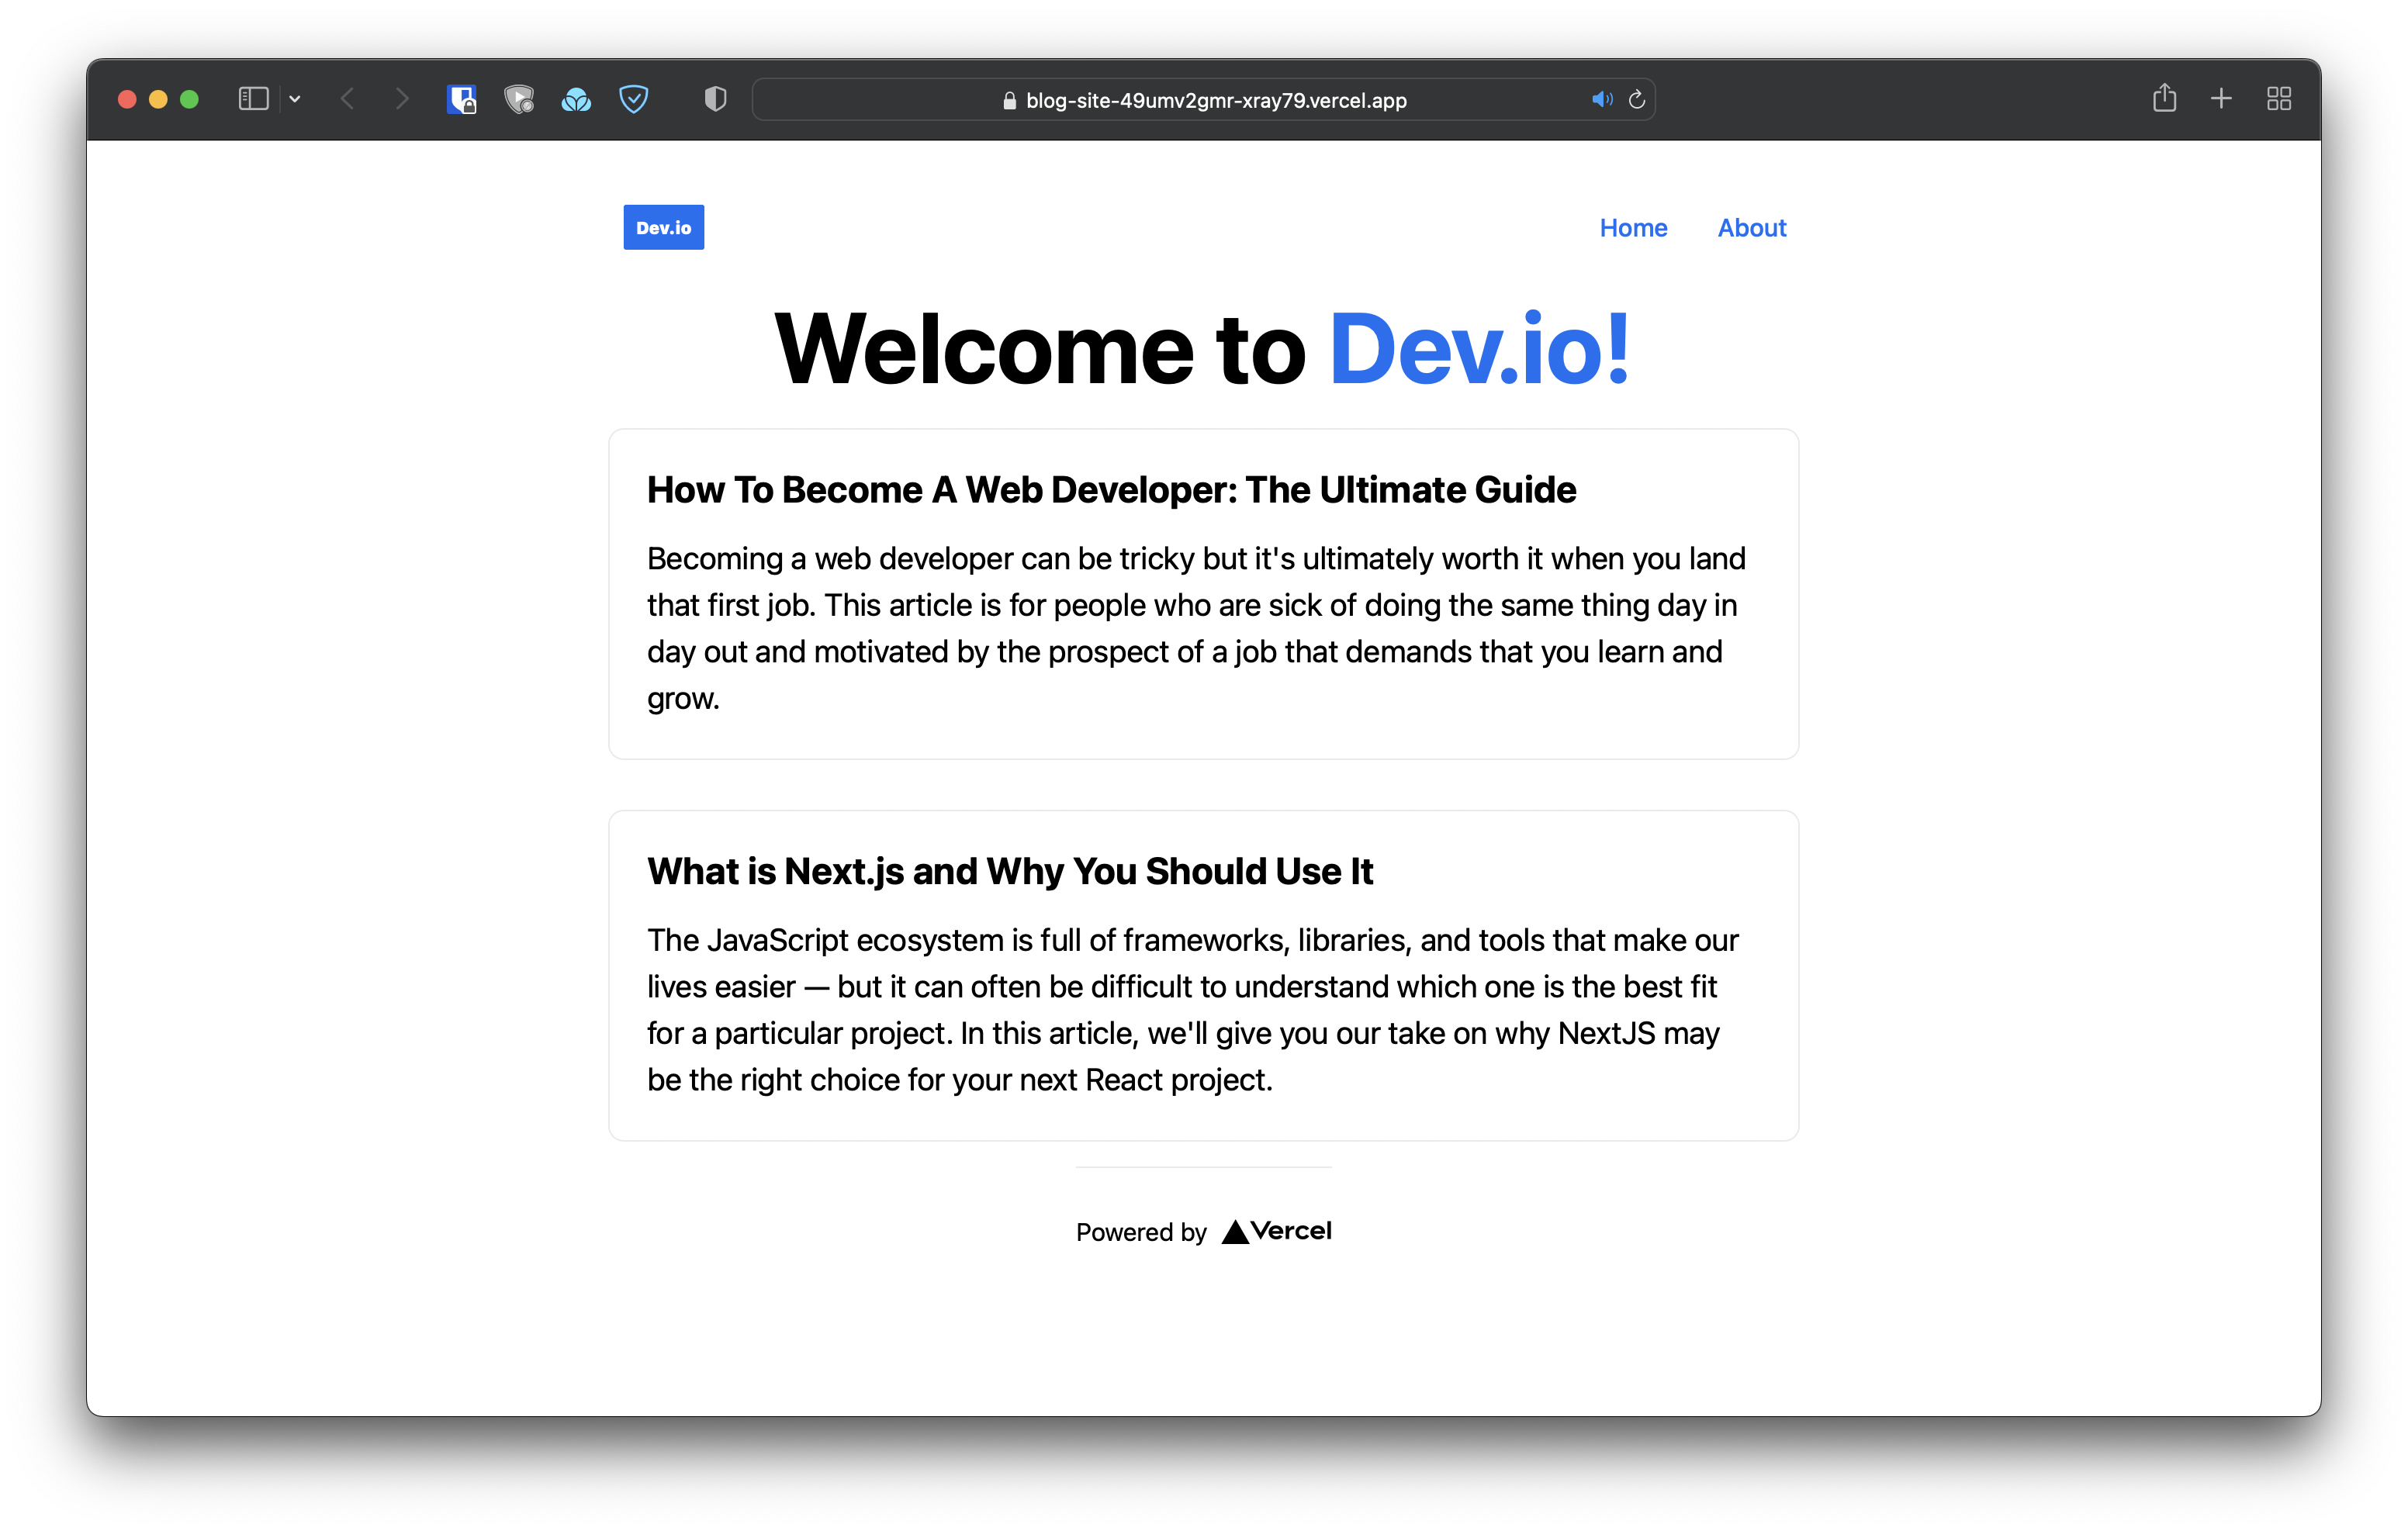 blog-site-49umv2gmr-xray79.vercel.app
Dev.io
Home About
Welcome to Dev.io!
How To Become A Web Developer: The Ultimate Guide
Becoming a web developer can be tricky but it's ultimately worth it when you land
that first job. This article is for people who are sick of doing the same thing day in
day out and motivated by the prospect of a job that demands that you learn and
grow.
What is Next.js and Why You Should Use It
The JavaScript ecosystem is full of frameworks, libraries, and tools that make our
lives easier — but it can often be difficult to understand which one is the best fit
for a particular project. In this article, we'll give you our take on why NextJS may
be the right choice for your next React project.
Powered by Vercel